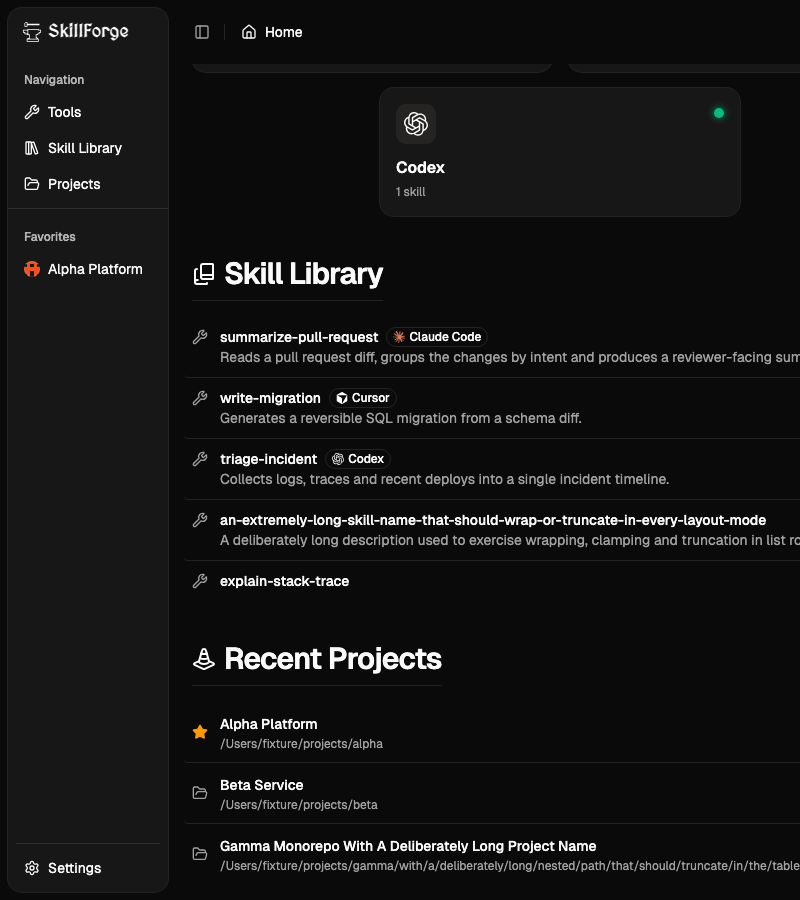 SkillForge
Home
Navigation
Tools
Skill Library
Projects
Favorites
Alpha Platform
Settings
Codex
1 skill
Skill Library
summarize-pull-request Claude Code
Reads a pull request diff, groups the changes by intent and produces a reviewer-facing sum
write-migration Cursor
Generates a reversible SQL migration from a schema diff.
triage-incident Codex
Collects logs, traces and recent deploys into a single incident timeline.
an-extremely-long-skill-name-that-should-wrap-or-truncate-in-every-layout-mode
A deliberately long description used to exercise wrapping, clamping and truncation in list ro
explain-stack-trace
Recent Projects
Alpha Platform
/Users/fixture/projects/alpha
Beta Service
/Users/fixture/projects/beta
Gamma Monorepo With A Deliberately Long Project Name
/Users/fixture/projects/gamma/with/a/deliberately/long/nested/path/that/should/truncate/in/the/table